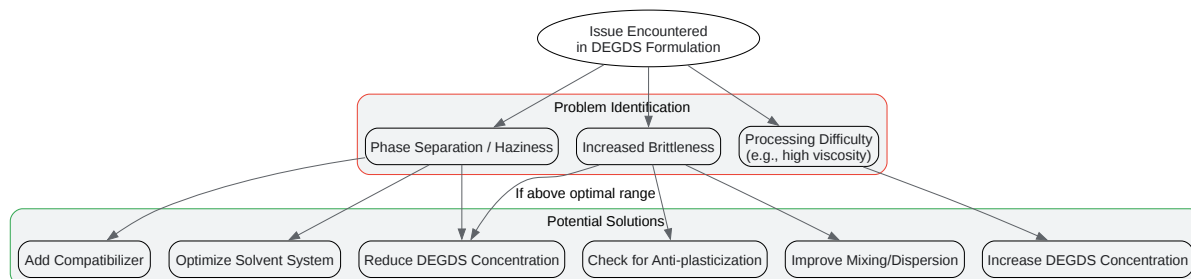 Issue Encountered
in DEGDS Formulation
Problem Identification
Phase Separation / Haziness
Increased Brittleness
Processing Difficulty
(e.g., high viscosity)
If above optimal range
Potential Solutions
Add Compatibilizer
Optimize Solvent System
Reduce DEGDS Concentration
Check for Anti-plasticization
Improve Mixing/Dispersion
Increase DEGDS Concentration